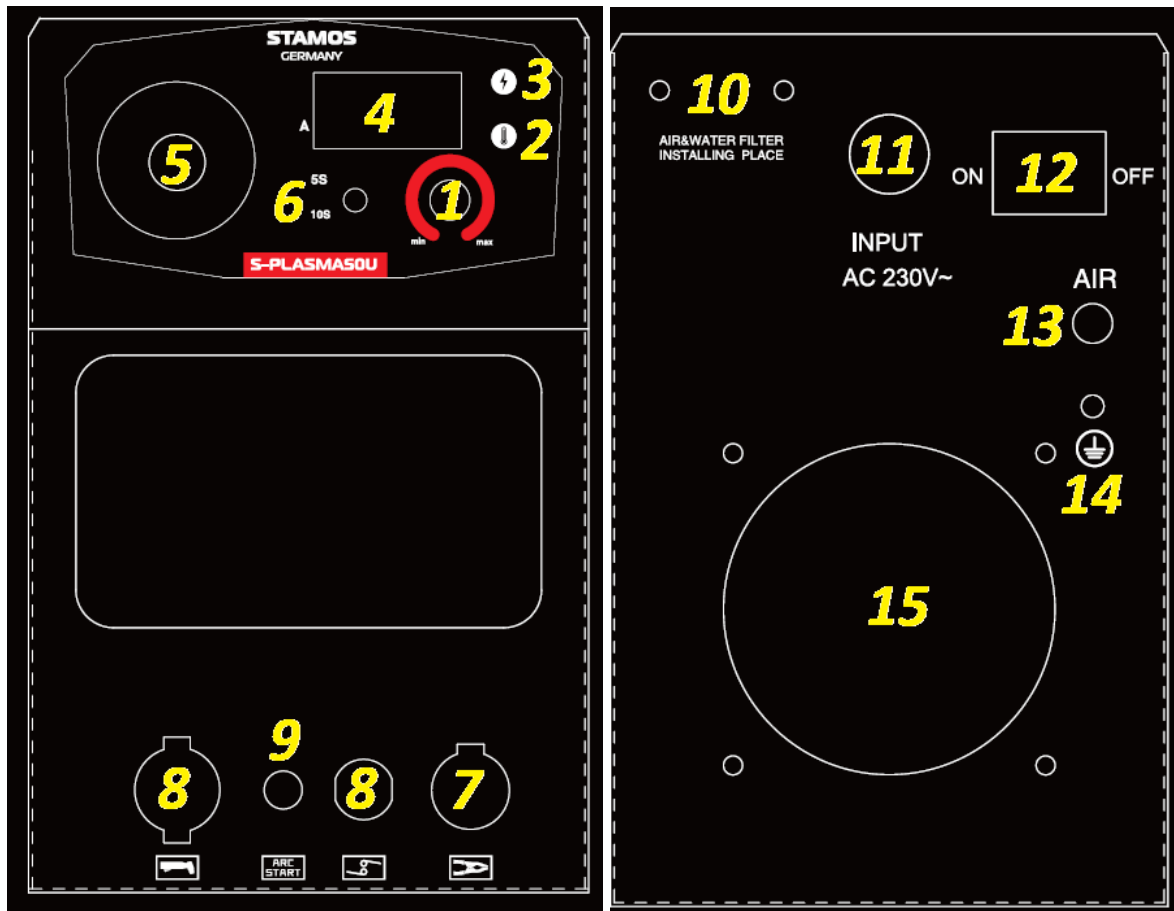 STAMOS
GERMANY
3
4
A
2
5
6
5S
10S
1
min
max
S-PLASMA50U
9
8
8
7
ARC
START
10
AIR&WATER FILTER
INSTALLING PLACE
11
ON
12
OFF
INPUT
AC 230V~
AIR
13
14
15